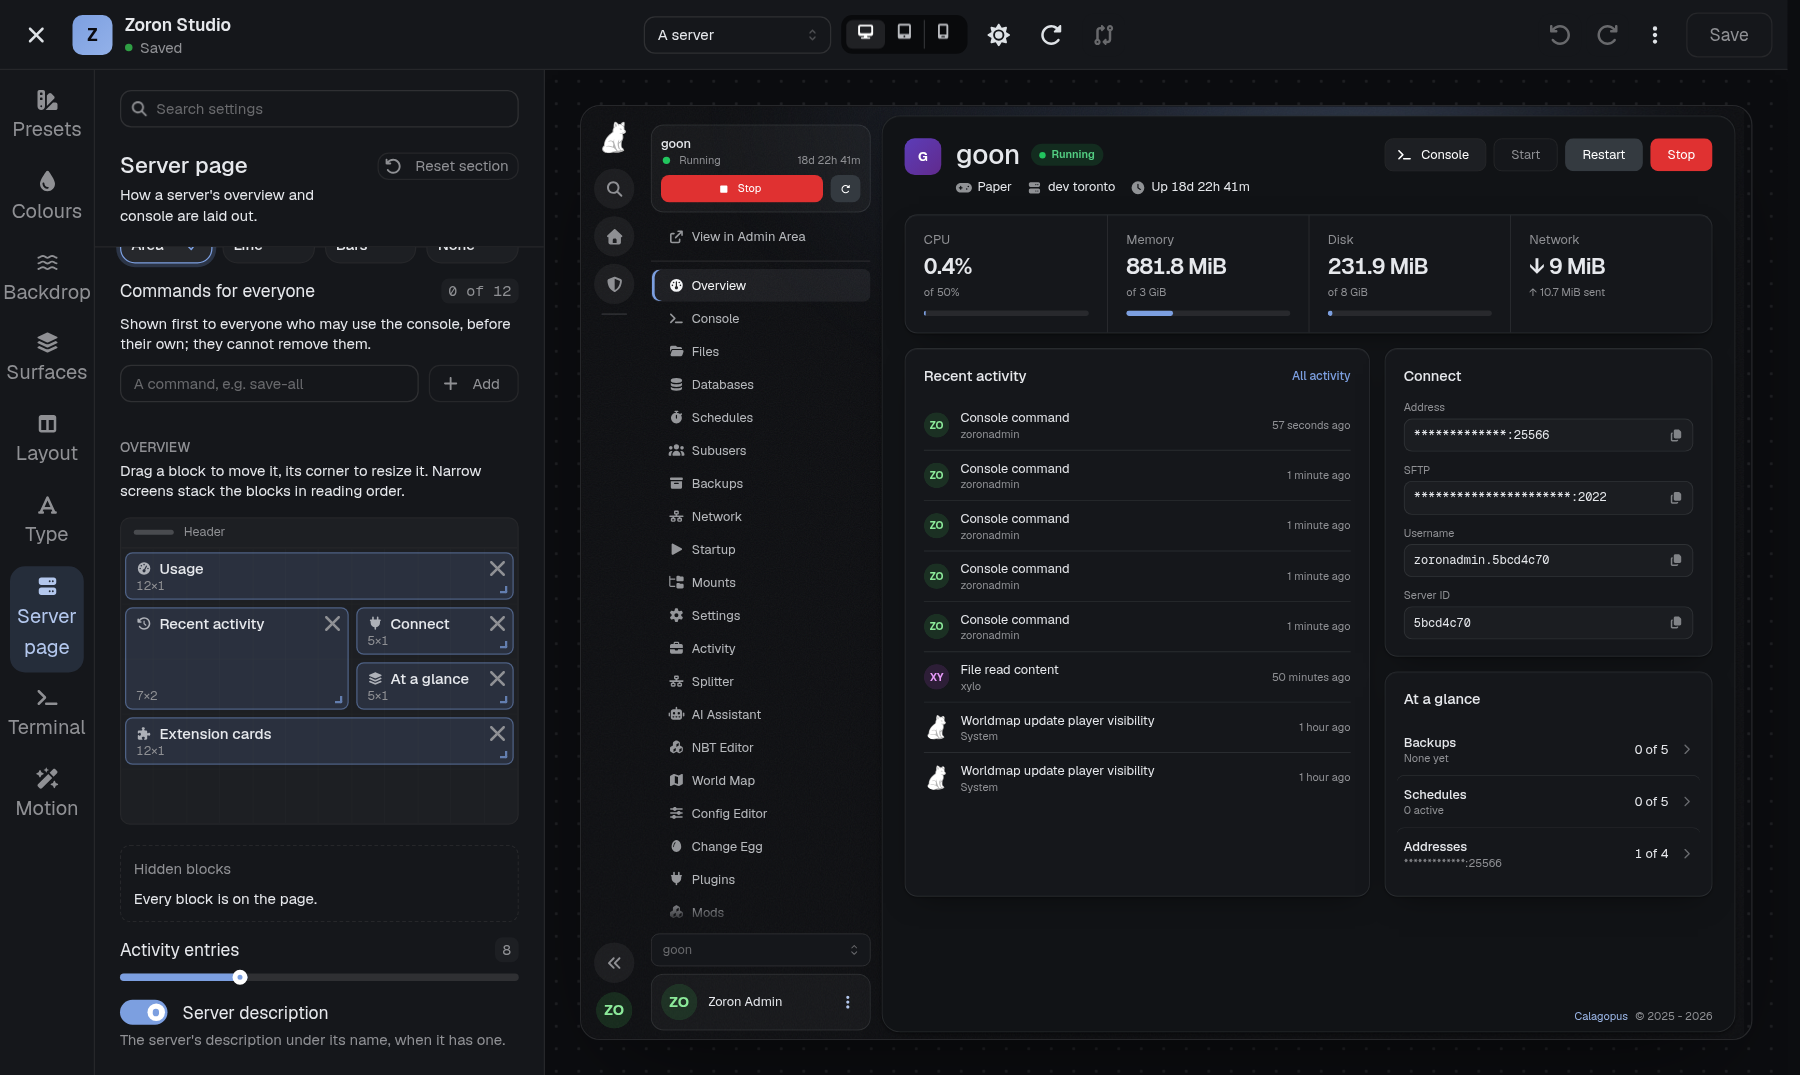 Z
Zoron Studio
Saved
A server
Save
Presets
Colours
Backdrop
Surfaces
Layout
Type
Server
page
Terminal
Motion
Search settings
Server page
Reset section
How a server's overview and
console are laid out.
Area
Line
Bars
None
Commands for everyone
0 of 12
Shown first to everyone who may use the console, before
their own; they cannot remove them.
A command, e.g. save-all
Add
OVERVIEW
Drag a block to move it, its corner to resize it. Narrow
screens stack the blocks in reading order.
Header
Usage
12×1
Recent activity
7×2
Connect
5×1
At a glance
5×1
Extension cards
12×1
Hidden blocks
Every block is on the page.
Activity entries
8
Server description
The server's description under its name, when it has one.
goon
Running
18d 22h 41m
Stop
View in Admin Area
Overview
Console
Files
Databases
Schedules
Subusers
Backups
Network
Startup
Mounts
Settings
Activity
Splitter
AI Assistant
NBT Editor
World Map
Config Editor
Change Egg
Plugins
Mods
goon
ZO
ZO
Zoron Admin
G
goon
Running
Paper
dev toronto
Up 18d 22h 41m
Console
Start
Restart
Stop
CPU
0.4%
of 50%
Memory
881.8 MiB
of 3 GiB
Disk
231.9 MiB
of 8 GiB
Network
↓ 9 MiB
↑ 10.7 MiB sent
Recent activity
All activity
ZO
Console command
zoronadmin
57 seconds ago
ZO
Console command
zoronadmin
1 minute ago
ZO
Console command
zoronadmin
1 minute ago
ZO
Console command
zoronadmin
1 minute ago
ZO
Console command
zoronadmin
1 minute ago
XY
File read content
xylo
50 minutes ago
Worldmap update player visibility
System
1 hour ago
Worldmap update player visibility
System
1 hour ago
Connect
Address
*************:25566
SFTP
**********************:2022
Username
zoronadmin.5bcd4c70
Server ID
5bcd4c70
At a glance
Backups
None yet
0 of 5
Schedules
0 active
0 of 5
Addresses
*************:25566
1 of 4
Calagopus © 2025 - 2026